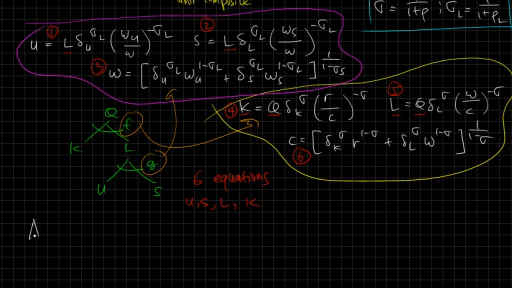 σ = 1/(1+ρ) ; σ_L = 1/(1+ρ_L)
① u = L δ_u^{σ_L} (w_u/w)^{-σ_L} ② s = L δ_L^{σ_L} (w_s/w)^{-σ_L}
③ w = [δ_u^{σ_L} w_u^{1-σ_L} + δ_s^{σ_L} w_s^{1-σ_L}]^{1/(1-σ_s)}
④ K = Q δ_k^σ (r/c)^{-σ} ⑤ L = Q δ_L^σ (w/c)^{-σ}
⑥ c = [δ_k^σ r^{1-σ} + δ_L^σ w^{1-σ}]^{1/(1-σ)}
Q
f
K L
g
u s
6 equations
u, s, L, K